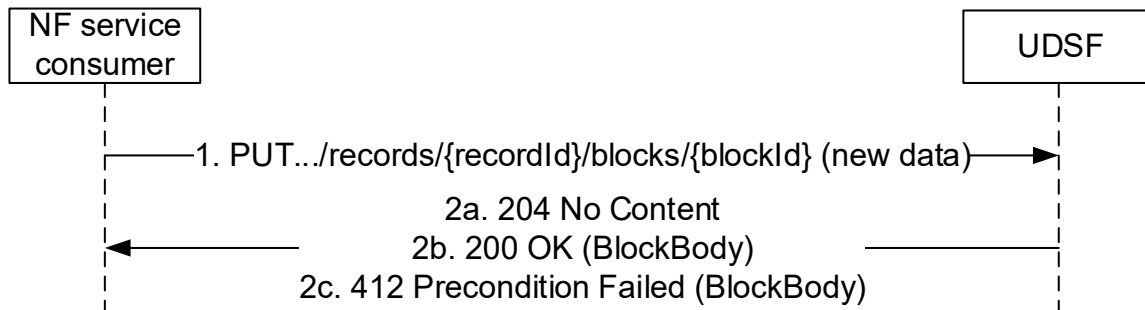 NF service
consumer
UDSF
1. PUT.../records/{recordId}/blocks/{blockId} (new data)
2a. 204 No Content
2b. 200 OK (BlockBody)
2c. 412 Precondition Failed (BlockBody)